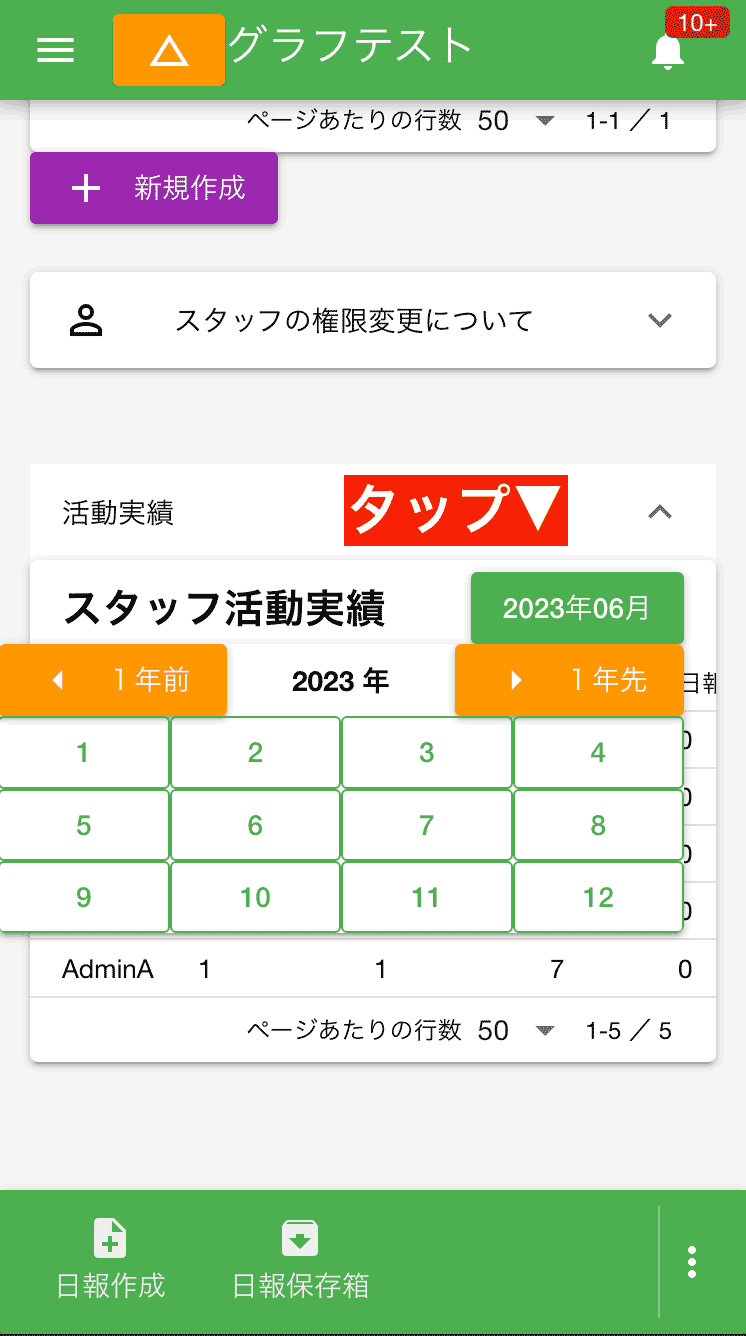 グラフテスト
10+
ページあたりの行数 50 1-1 ／ 1
新規作成
スタッフの権限変更について
活動実績 タップ▼
スタッフ活動実績 2023年06月
1 年前 2023 年 1 年先 日報
1 2 3 4 0
5 6 7 8 0
0
9 10 11 12 0
AdminA 1 1 7 0
ページあたりの行数 50 1-5 ／ 5
日報作成 日報保存箱